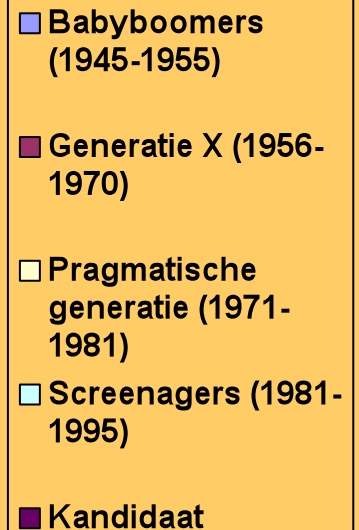 Babyboomers
(1945-1955)
Generatie X (1956-
1970)
Pragmatische
generatie (1971-
1981)
Screenagers (1981-
1995)
Kandidaat